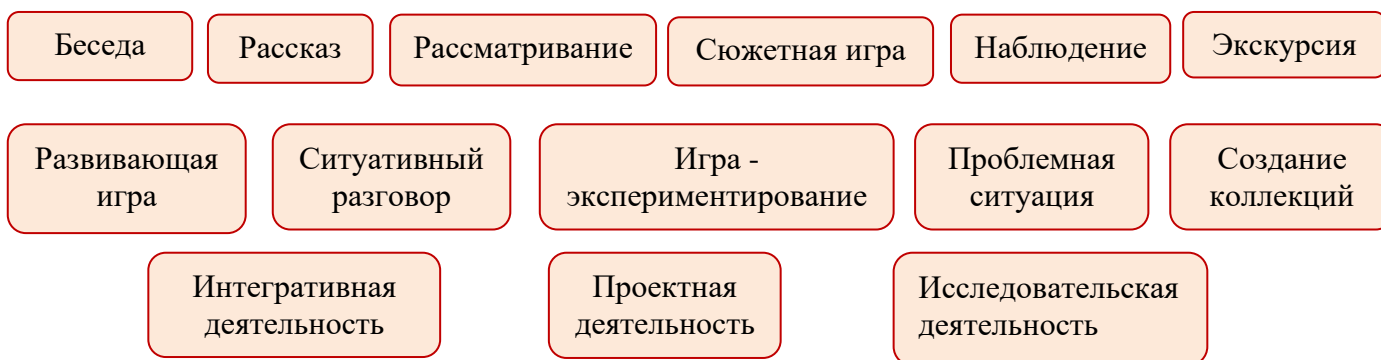 Беседа
Рассказ
Рассматривание
Сюжетная игра
Наблюдение
Экскурсия
Развивающая
игра
Ситуативный
разговор
Игра -
экспериментирование
Проблемная
ситуация
Создание
коллекций
Интегративная
деятельность
Проектная
деятельность
Исследовательская
деятельность